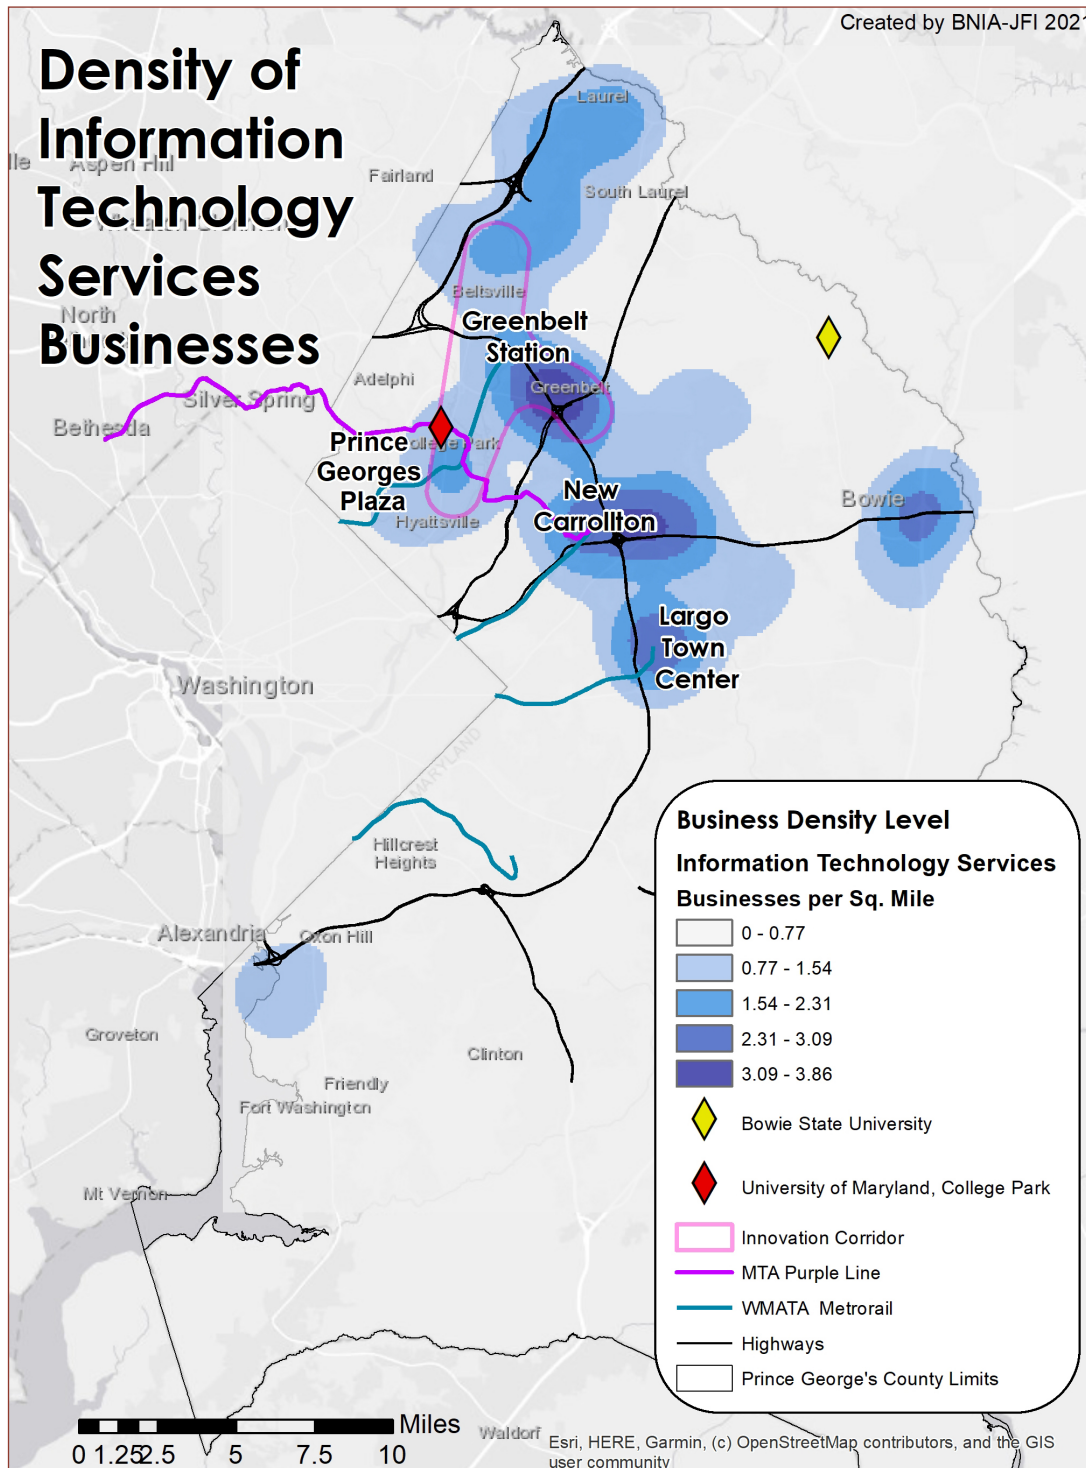 Created by BNIA-JFI 2021
Density of
Information
Technology
Services
Businesses
Laurel
Aspen Hill
Fairland
South Laurel
Beltsville
North
Greenbelt
Station
Adelphi
Greenbelt
Silver Spring
Bethesda
Prince
Georges
Plaza
College Park
Hyattsville
New
Carrollton
Bowie
Largo
Town
Center
Washington
MARYLAND
Hillcrest
Heights
Alexandria
Oxon Hill
Groveton
Clinton
Friendly
Fort Washington
Mt Vernon
Waldorf
Business Density Level
Information Technology Services
Businesses per Sq. Mile
0 - 0.77
0.77 - 1.54
1.54 - 2.31
2.31 - 3.09
3.09 - 3.86
Bowie State University
University of Maryland, College Park
Innovation Corridor
MTA Purple Line
WMATA Metrorail
Highways
Prince George's County Limits
Miles
0 1.25 2.5 5 7.5 10
Esri, HERE, Garmin, (c) OpenStreetMap contributors, and the GIS
user community